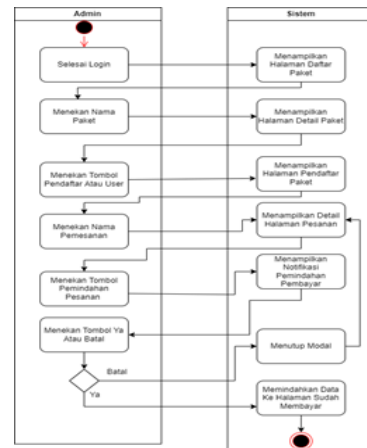 Admin
Sistem
Selesai Login
Menampilkan
Halaman Daftar
Paket
Menekan Nama
Paket
Menampilkan
Halaman Detail Paket
Menekan Tombol
Pendaftar Atau User
Menampilkan
Halaman Pendaftar
Paket
Menekan Nama
Pemesanan
Menampilkan Detail
Halaman Pesanan
Menekan Tombol
Pemindahan
Pesanan
Menampilkan
Notifikasi
Pemindahan
Pembayar
Menekan Tombol Ya
Atau Batal
Batal
Menutup Modal
Ya
Memindahkan Data
Ke Halaman Sudah
Membayar